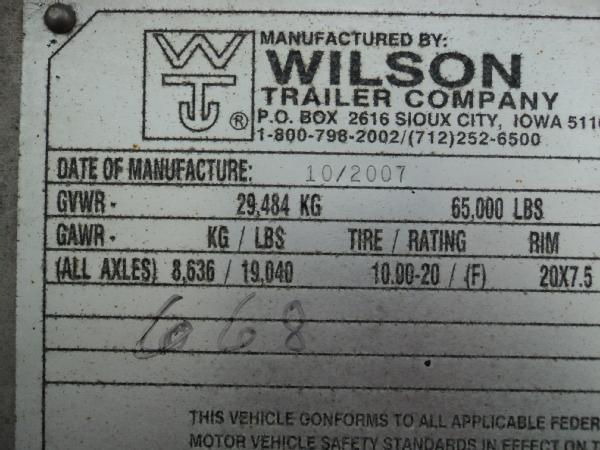 WTJ ®
MANUFACTURED BY:
WILSON
TRAILER COMPANY
P.O. BOX 2616 SIOUX CITY, IOWA 5110
1-800-798-2002/(712)252-6500
DATE OF MANUFACTURE: 10/2007
GVWR- 29,484 KG 65,000 LBS
GAWR- KG / LBS TIRE / RATING RIM
(ALL AXLES) 8,636 / 19,040 10.00-20 / (F) 20X7.5
68
THIS VEHICLE CONFORMS TO ALL APPLICABLE FEDER
MOTOR VEHICLE SAFETY STANDARDS IN EFFECT ON T